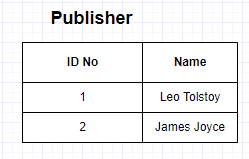 Publisher
ID No Name
1 Leo Tolstoy
2 James Joyce